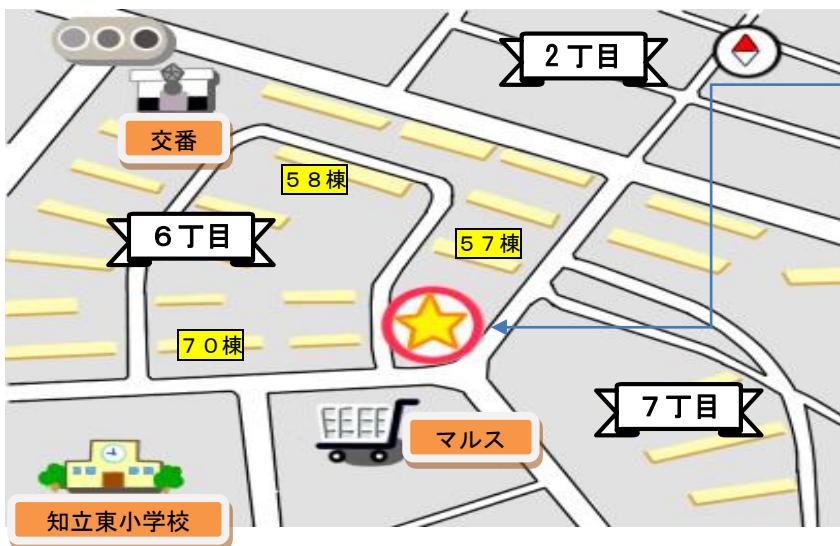 ２丁目
交番
５８棟
６丁目
５７棟
７０棟
７丁目
マルス
知立東小学校